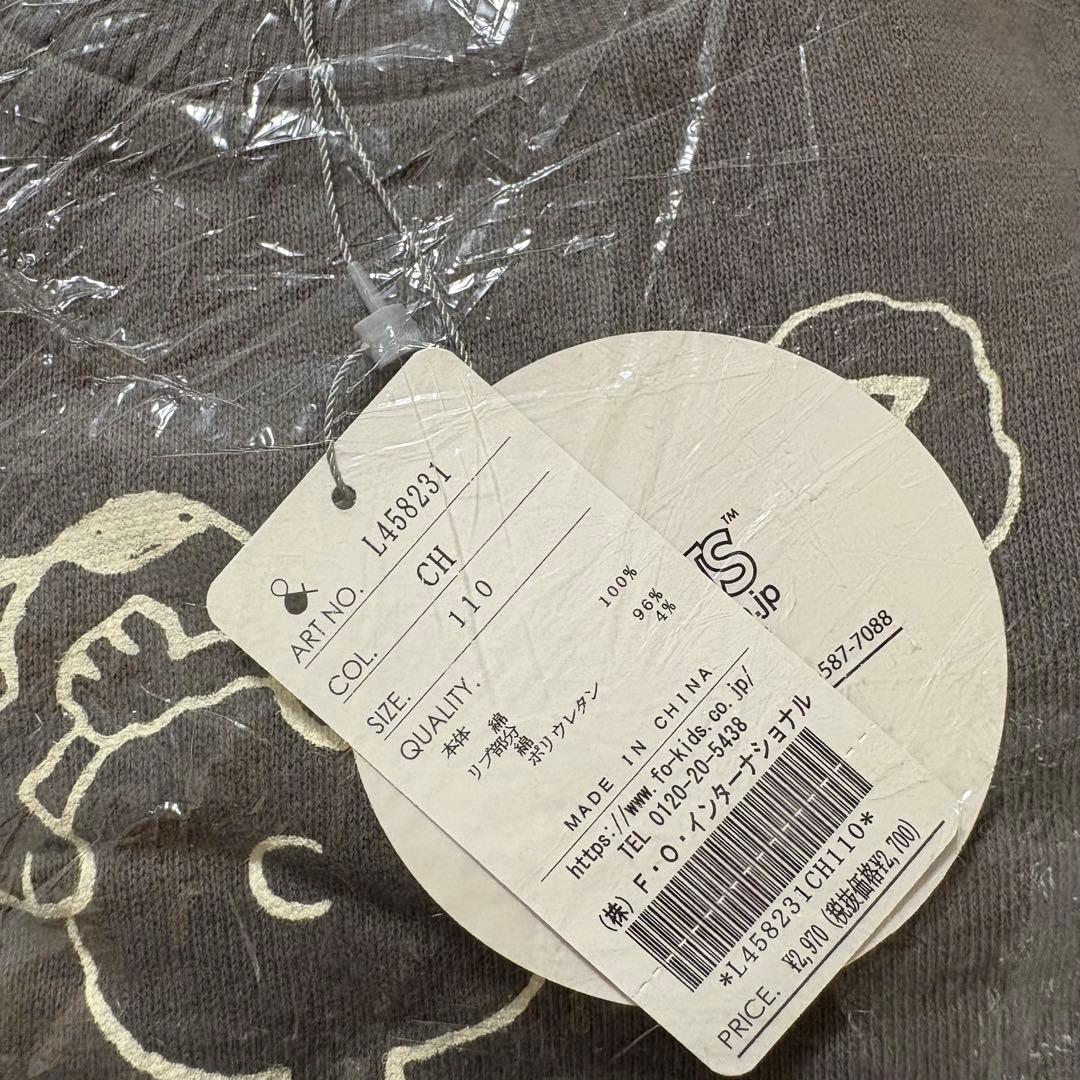 ART NO. L458231
COL. CH
SIZE. 110
QUALITY.
本体 綿 100%
リブ部分 綿 96%
ポリウレタン 4%
MADE IN CHINA
https://www.fo-kids.co.jp/
TEL 0120-20-5438
(株) F・O・インターナショナル
*L458231CH110*
PRICE. ¥2,970 (税抜価格¥2,700)
TS™
.jp
587-7088